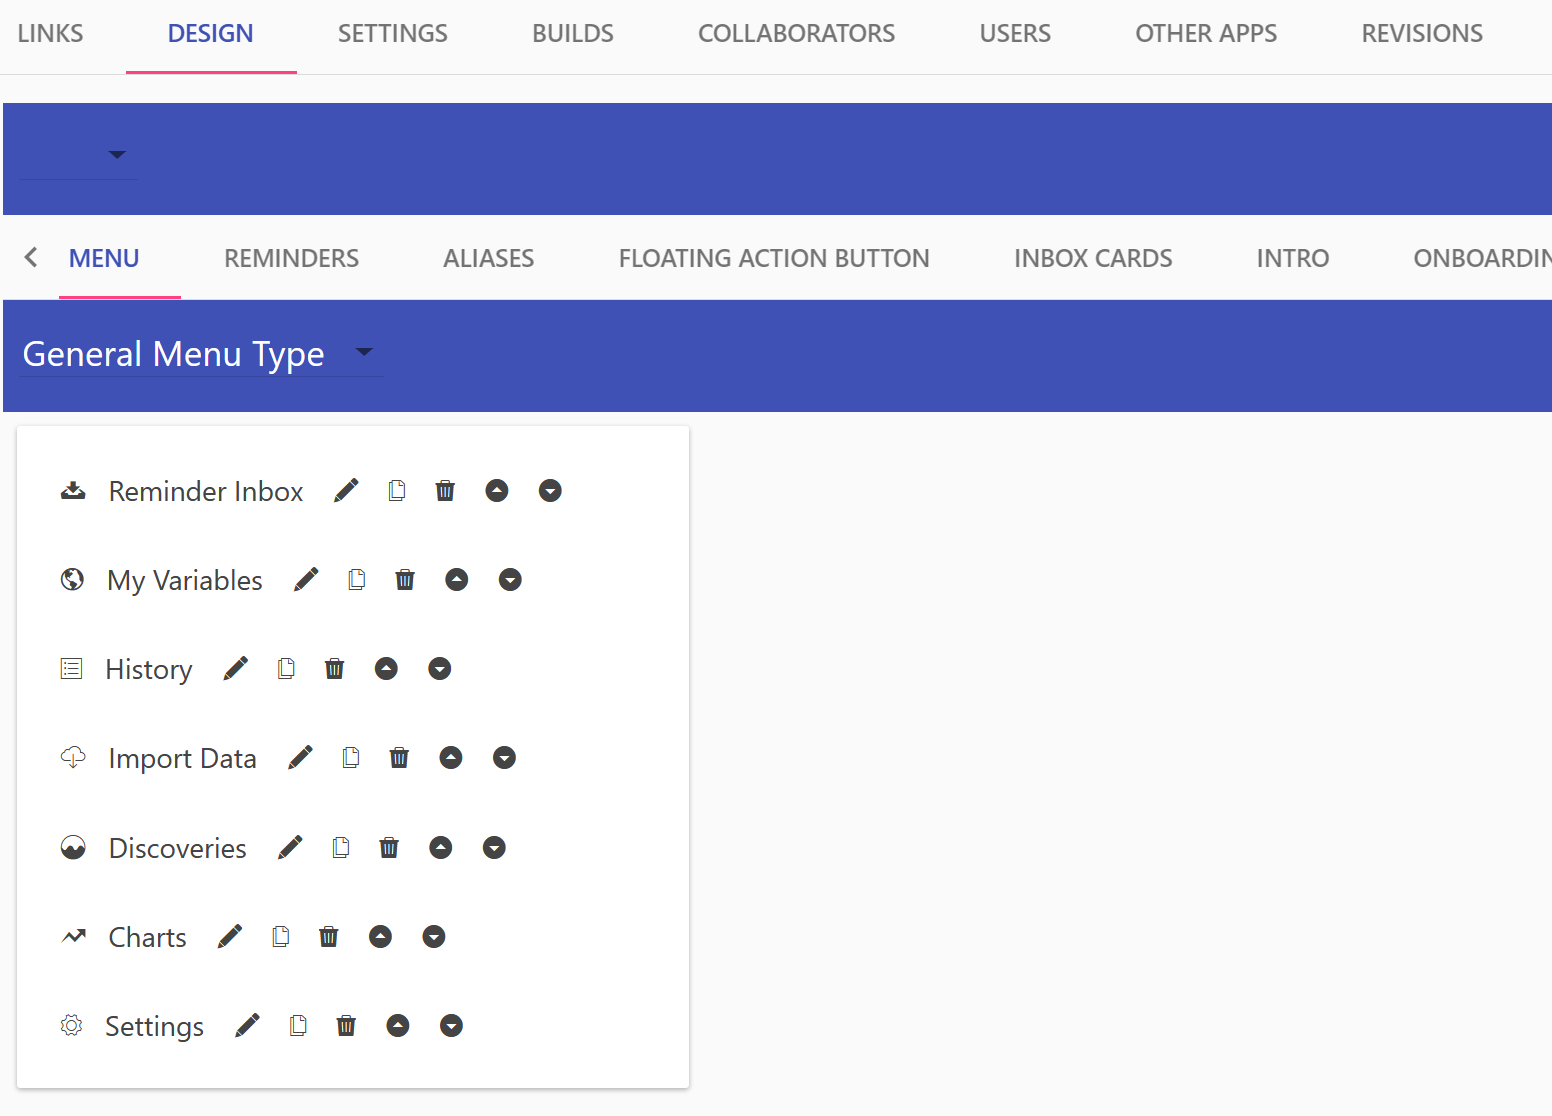 LINKS DESIGN SETTINGS BUILDS COLLABORATORS USERS OTHER APPS REVISIONS
MENU REMINDERS ALIASES FLOATING ACTION BUTTON INBOX CARDS INTRO ONBOARDIN
General Menu Type
Reminder Inbox
My Variables
History
Import Data
Discoveries
Charts
Settings